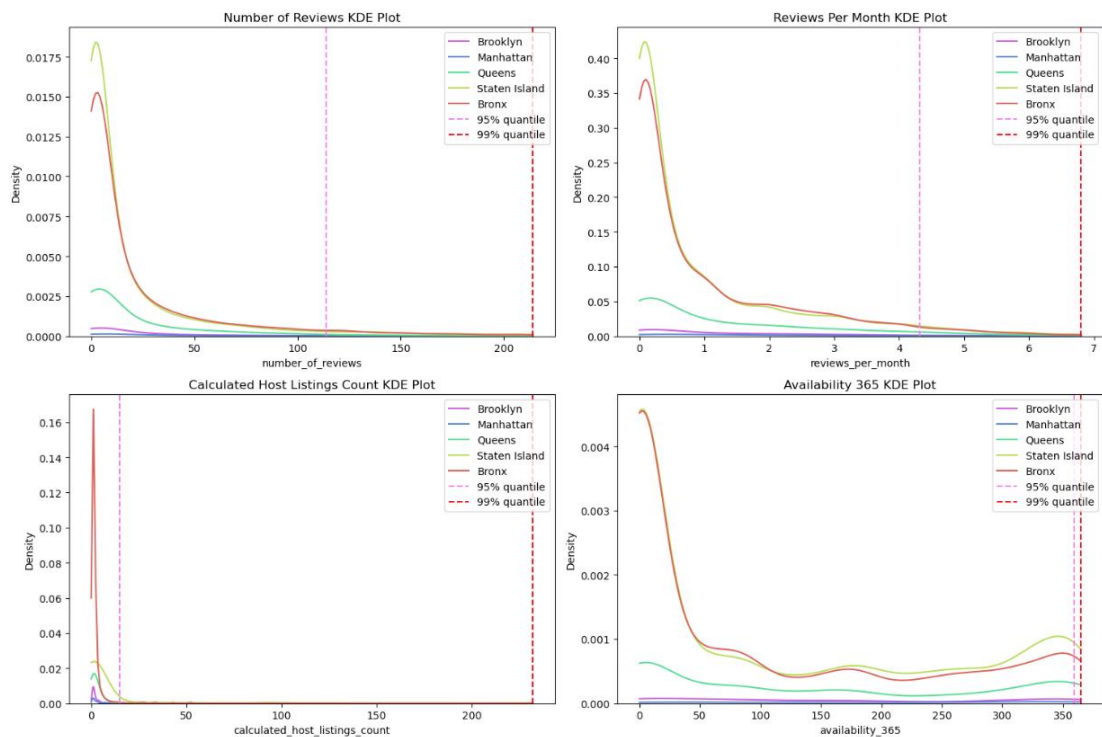 Number of Reviews KDE Plot
0.0175
0.0150
0.0125
0.0100
0.0075
0.0050
0.0025
0.0000
Density
0
50
100
150
200
number_of_reviews
Brooklyn
Manhattan
Queens
Staten Island
Bronx
95% quantile
99% quantile
Reviews Per Month KDE Plot
0.40
0.35
0.30
0.25
0.20
0.15
0.10
0.05
0.00
Density
0
1
2
3
4
5
6
7
reviews_per_month
Brooklyn
Manhattan
Queens
Staten Island
Bronx
95% quantile
99% quantile
Calculated Host Listings Count KDE Plot
0.16
0.14
0.12
0.10
0.08
0.06
0.04
0.02
0.00
Density
0
50
100
150
200
calculated_host_listings_count
Brooklyn
Manhattan
Queens
Staten Island
Bronx
95% quantile
99% quantile
Availability 365 KDE Plot
0.004
0.003
0.002
0.001
0.000
Density
0
50
100
150
200
250
300
350
availability_365
Brooklyn
Manhattan
Queens
Staten Island
Bronx
95% quantile
99% quantile